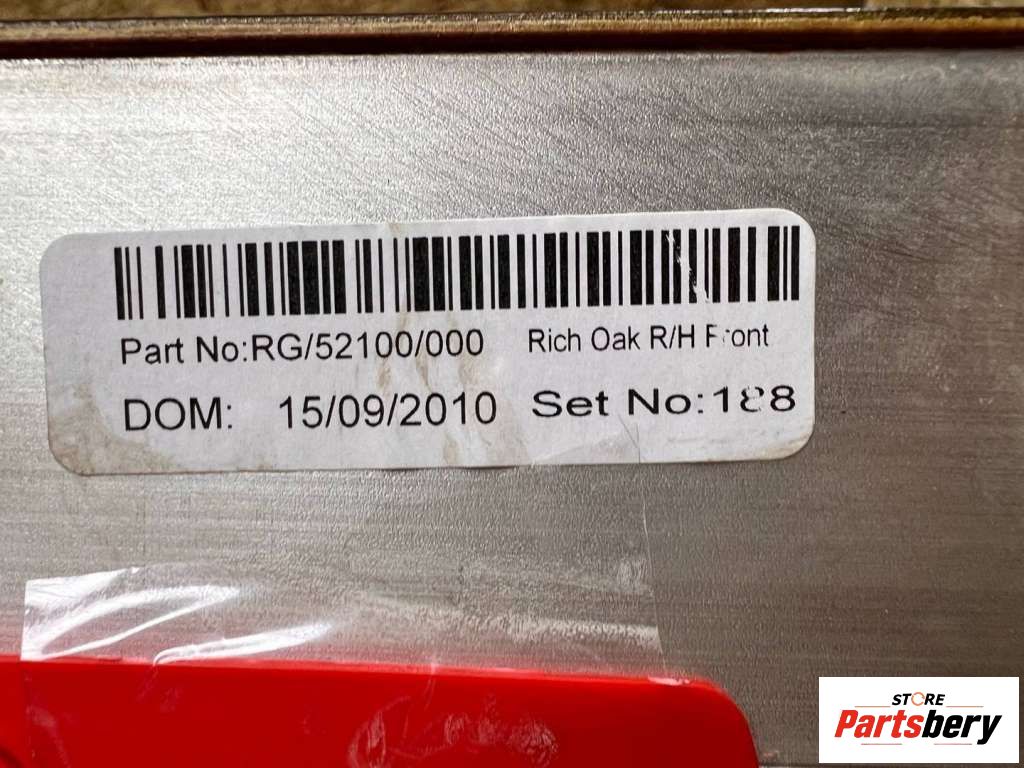 Part No:RG/52100/000 Rich Oak R/H Front
DOM: 15/09/2010 Set No:188
STORE
Partsbery